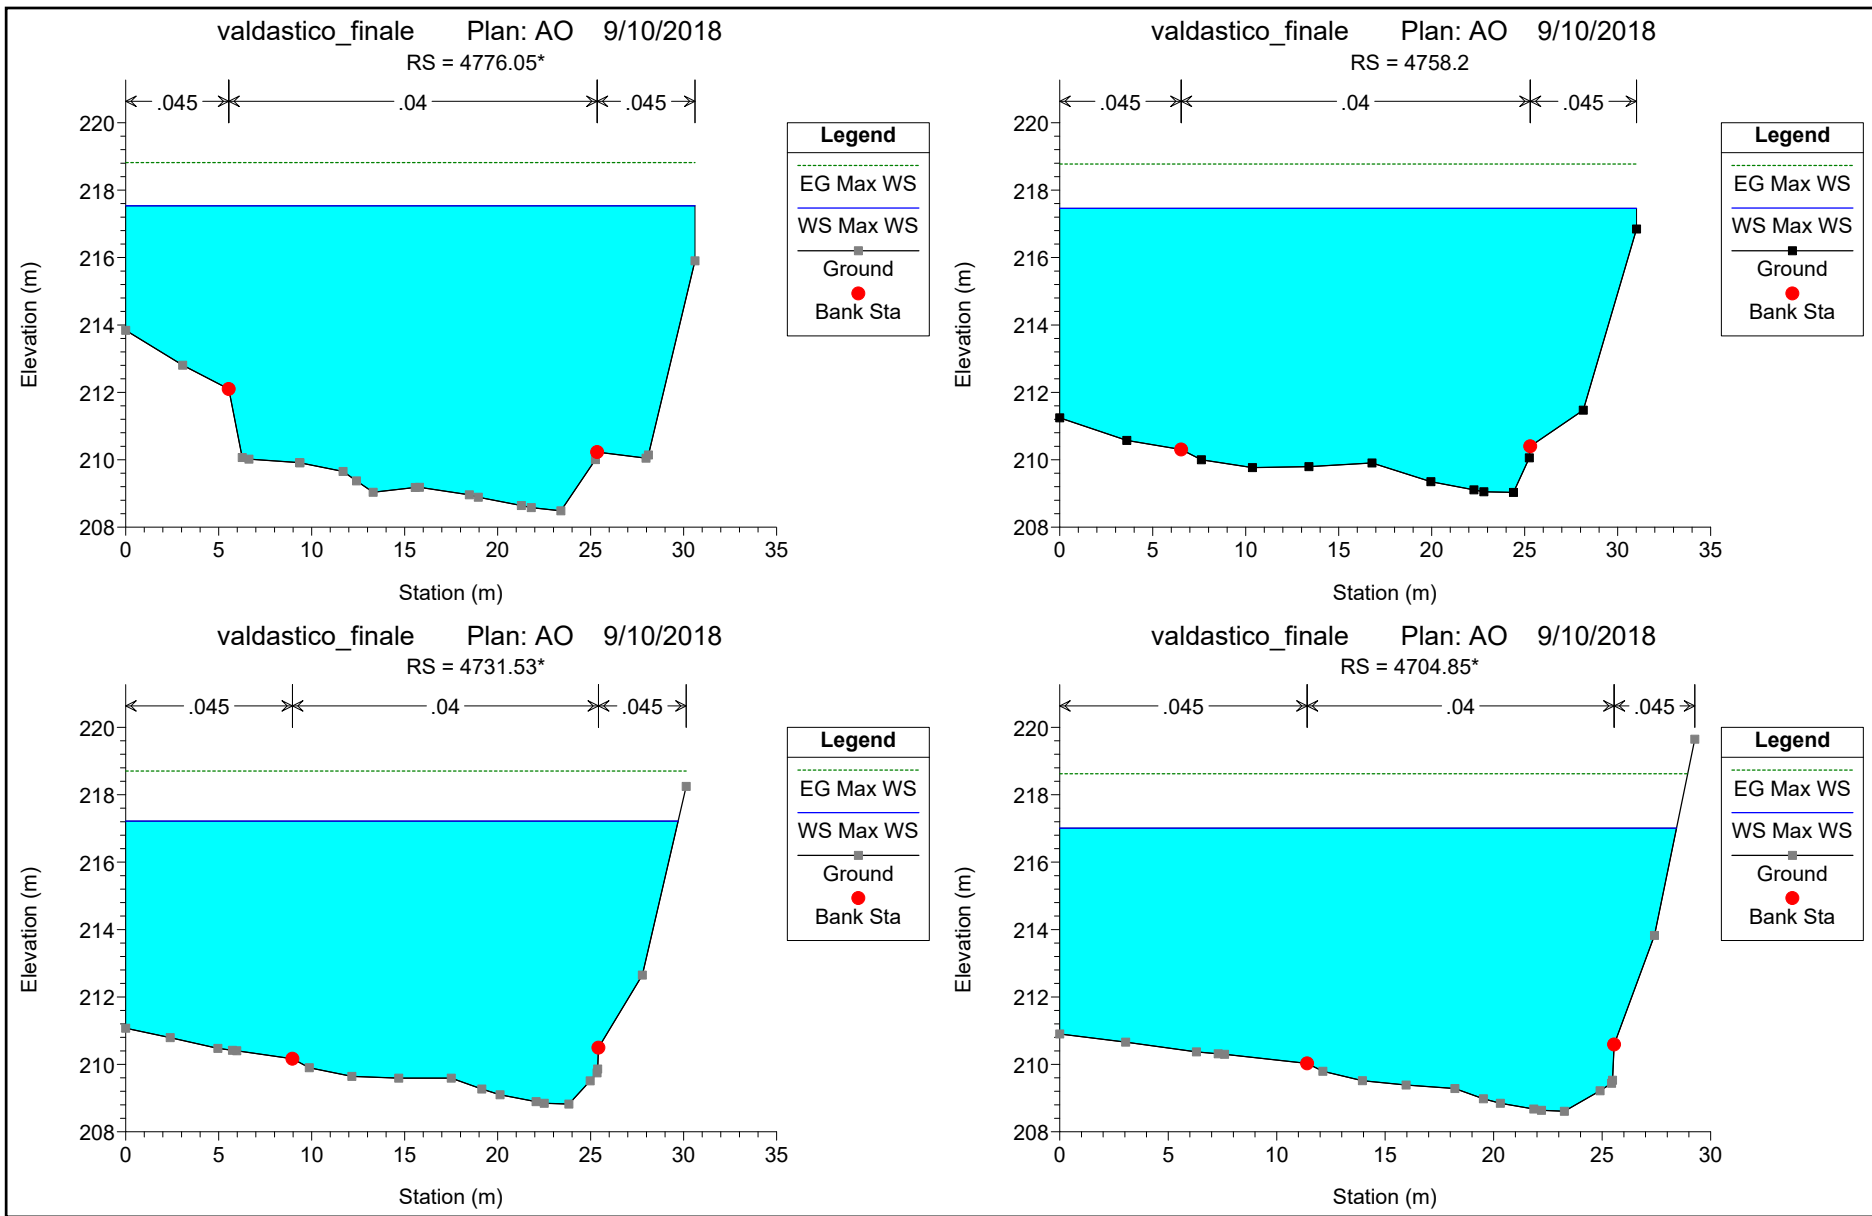 valdastico_finale Plan: AO 9/10/2018
RS = 4776.05*
.045 .04 .045
220
218
216
214
212
210
208
0 5 10 15 20 25 30 35
Station (m)
Elevation (m)
Legend
EG Max WS
WS Max WS
Ground
Bank Sta
valdastico_finale Plan: AO 9/10/2018
RS = 4758.2
.045 .04 .045
220
218
216
214
212
210
208
0 5 10 15 20 25 30 35
Station (m)
Elevation (m)
Legend
EG Max WS
WS Max WS
Ground
Bank Sta
valdastico_finale Plan: AO 9/10/2018
RS = 4731.53*
.045 .04 .045
220
218
216
214
212
210
208
0 5 10 15 20 25 30 35
Station (m)
Elevation (m)
Legend
EG Max WS
WS Max WS
Ground
Bank Sta
valdastico_finale Plan: AO 9/10/2018
RS = 4704.85*
.045 .04 .045
220
218
216
214
212
210
208
0 5 10 15 20 25 30
Station (m)
Elevation (m)
Legend
EG Max WS
WS Max WS
Ground
Bank Sta